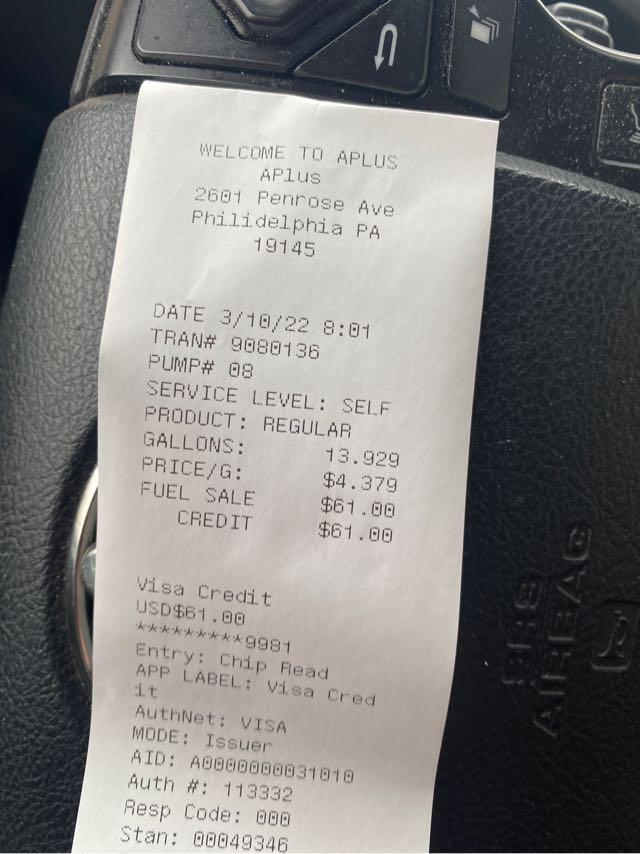 WELCOME TO APLUS
APlus
2601 Penrose Ave
Philidelphia PA
19145
DATE 3/10/22 8:01
TRAN# 9080136
PUMP# 08
SERVICE LEVEL: SELF
PRODUCT: REGULAR
GALLONS: 13.929
PRICE/G: $4.379
FUEL SALE $61.00
CREDIT $61.00
Visa Credit
USD$61.00
*********9981
Entry: Chip Read
APP LABEL: Visa Cred
it
AuthNet: VISA
MODE: Issuer
AID: A0000000031010
Auth #: 113332
Resp Code: 000
Stan: 00049346
SRS
AIRBAG